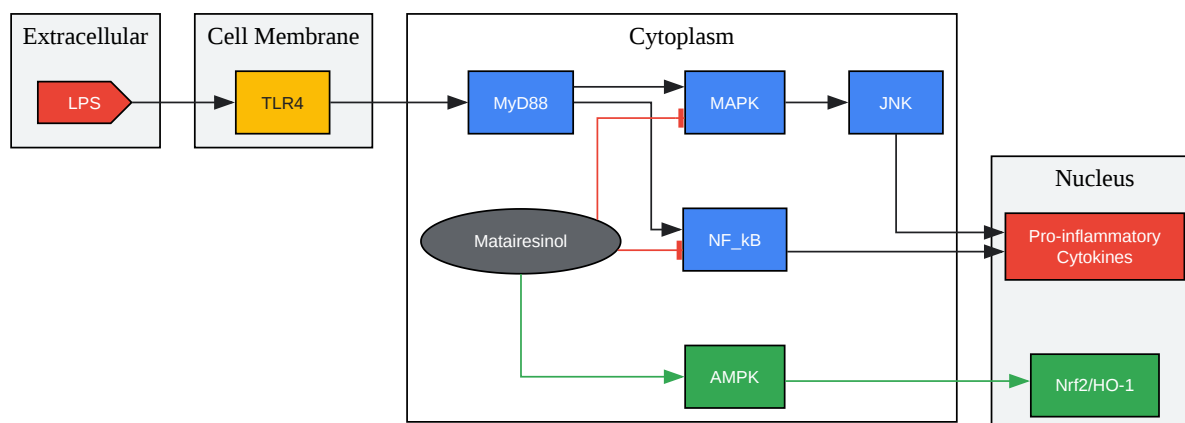 Extracellular
Cell Membrane
Cytoplasm
LPS
TLR4
MyD88
MAPK
JNK
Nucleus
Matairesinol
NF_kB
Pro-inflammatory
Cytokines
AMPK
Nrf2/HO-1